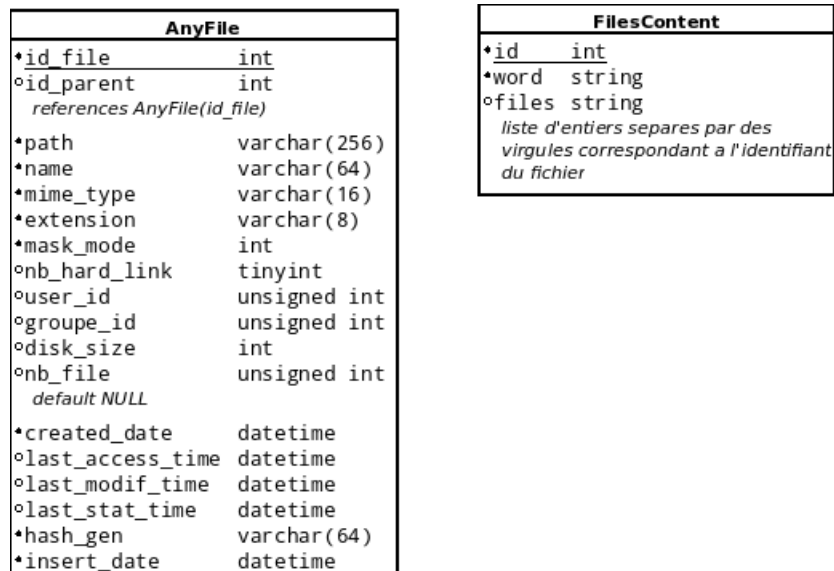 AnyFile
id_file int
id_parent int
references AnyFile(id_file)
path varchar(256)
name varchar(64)
mime_type varchar(16)
extension varchar(8)
mask_mode int
nb_hard_link tinyint
user_id unsigned int
groupe_id unsigned int
disk_size int
nb_file unsigned int
default NULL
created_date datetime
last_access_time datetime
last_modif_time datetime
last_stat_time datetime
hash_gen varchar(64)
insert_date datetime
FilesContent
id int
word string
files string
liste d'entiers separes par des
virgules correspondant a l'identifiant
du fichier